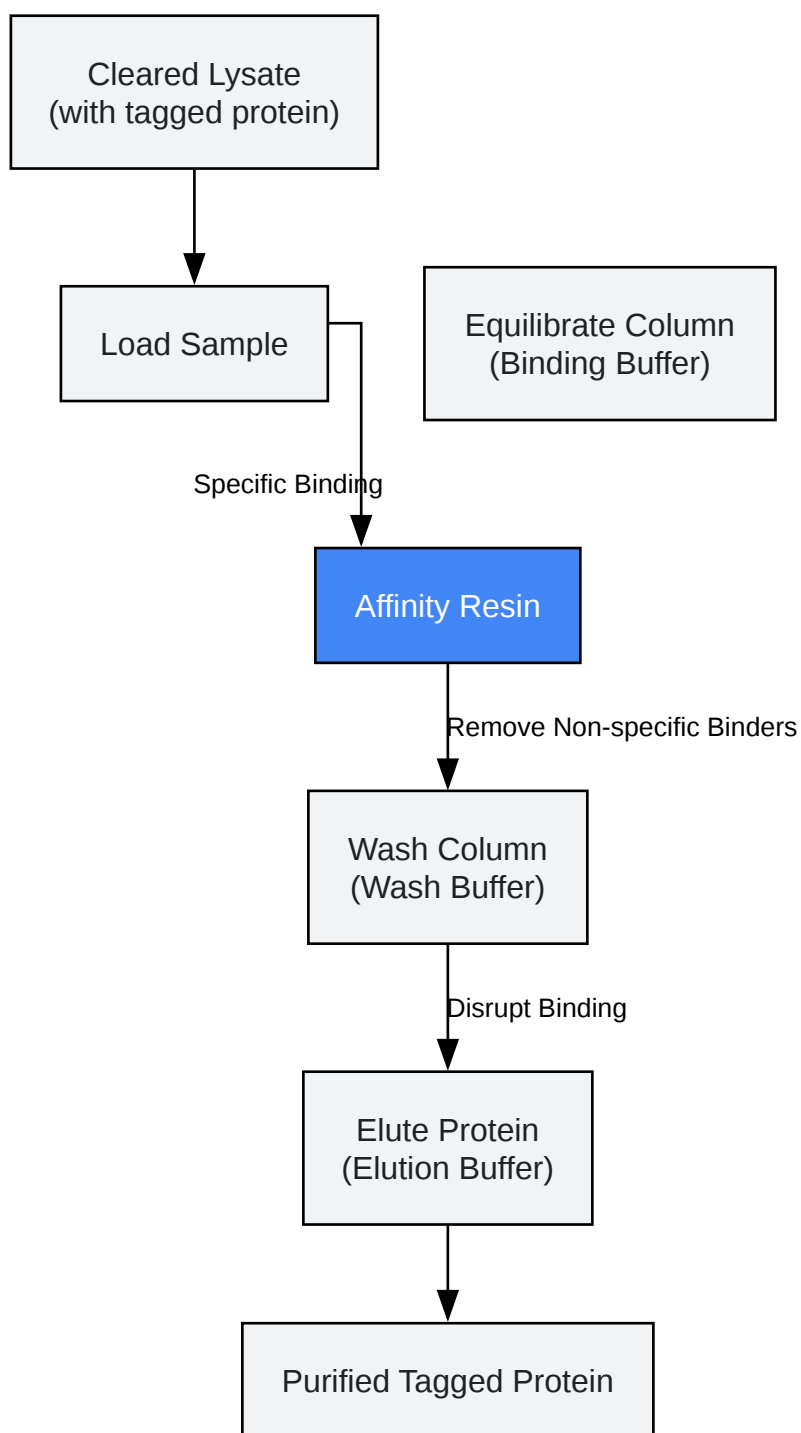 Cleared Lysate
(with tagged protein)
Load Sample
Equilibrate Column
(Binding Buffer)
Specific Binding
Affinity Resin
Remove Non-specific Binders
Wash Column
(Wash Buffer)
Disrupt Binding
Elute Protein
(Elution Buffer)
Purified Tagged Protein